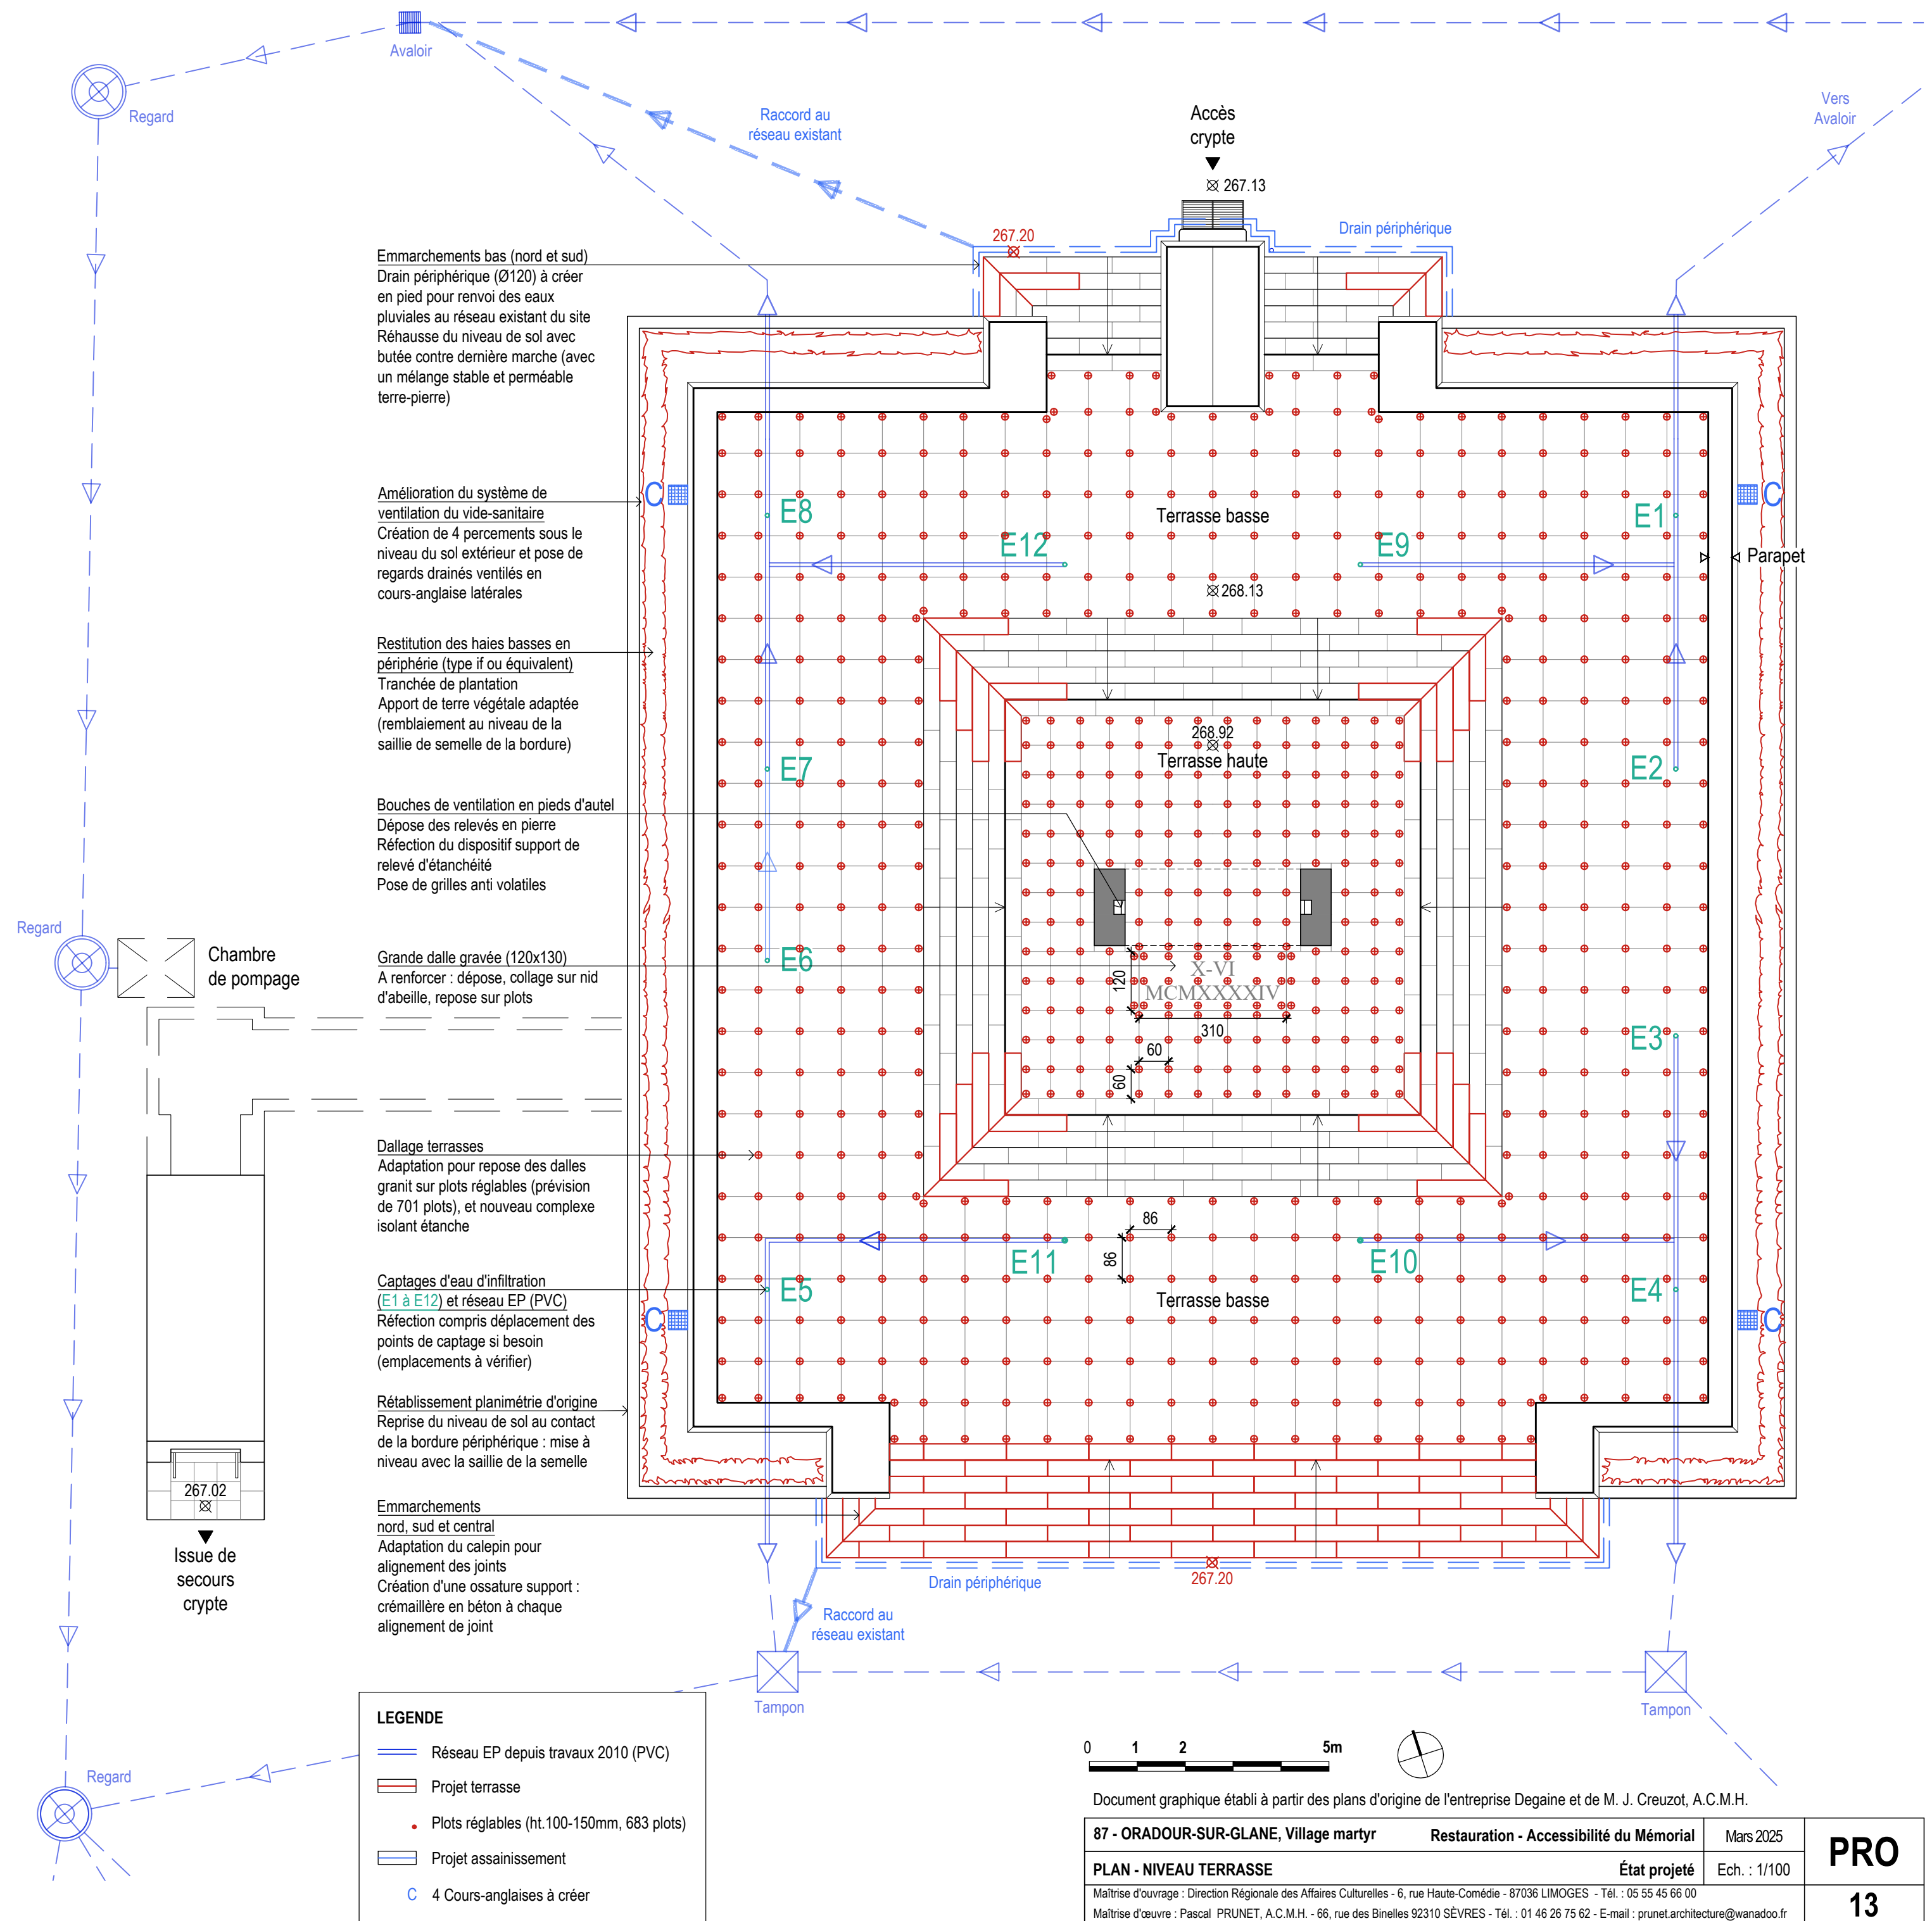 Avaloir
Regard
Raccord au
réseau existant
Accès
crypte
267.13
Vers
Avaloir
267.20
Drain périphérique
Emmarchements bas (nord et sud)
Drain périphérique (Ø120) à créer
en pied pour renvoi des eaux
pluviales au réseau existant du site
Réhausse du niveau de sol avec
butée contre dernière marche (avec
un mélange stable et perméable
terre-pierre)
Amélioration du système de
ventilation du vide-sanitaire
Création de 4 percements sous le
niveau du sol extérieur et pose de
regards drainés ventilés en
cours-anglaise latérales
C
E8
Terrasse basse
E1
C
E12
E9
Parapet
268.13
Restitution des haies basses en
périphérie (type if ou équivalent)
Tranchée de plantation
Apport de terre végétale adaptée
(remblaiement au niveau de la
saillie de semelle de la bordure)
268.92
Terrasse haute
E7
E2
Bouches de ventilation en pieds d'autel
Dépose des relevés en pierre
Réfection du dispositif support de
relevé d'étanchéité
Pose de grilles anti volatiles
Regard
Chambre
de pompage
Grande dalle gravée (120x130)
A renforcer : dépose, collage sur nid
d'abeille, repose sur plots
E6
X-VI
MCMXXXXIV
120
310
60
60
E3
Dallage terrasses
Adaptation pour repose des dalles
granit sur plots réglables (prévision
de 701 plots), et nouveau complexe
isolant étanche
86
86
E11
E10
Captages d'eau d'infiltration
(E1 à E12) et réseau EP (PVC)
Réfection compris déplacement des
points de captage si besoin
(emplacements à vérifier)
E5
Terrasse basse
E4
C
C
Rétablissement planimétrie d'origine
Reprise du niveau de sol au contact
de la bordure périphérique : mise à
niveau avec la saillie de la semelle
267.02
Issue de
secours
crypte
Emmarchements
nord, sud et central
Adaptation du calepin pour
alignement des joints
Création d'une ossature support :
crémaillère en béton à chaque
alignement de joint
Drain périphérique
267.20
Raccord au
réseau existant
Tampon
Tampon
Regard
LEGENDE
Réseau EP depuis travaux 2010 (PVC)
Projet terrasse
Plots réglables (ht.100-150mm, 683 plots)
Projet assainissement
C 4 Cours-anglaises à créer
0 1 2 5m
Document graphique établi à partir des plans d'origine de l'entreprise Degaine et de M. J. Creuzot, A.C.M.H.
87 - ORADOUR-SUR-GLANE, Village martyr Restauration - Accessibilité du Mémorial Mars 2025
PRO
PLAN - NIVEAU TERRASSE État projeté Ech. : 1/100
Maîtrise d'ouvrage : Direction Régionale des Affaires Culturelles - 6, rue Haute-Comédie - 87036 LIMOGES - Tél. : 05 55 45 66 00
Maîtrise d'œuvre : Pascal PRUNET, A.C.M.H. - 66, rue des Binelles 92310 SÈVRES - Tél. : 01 46 26 75 62 - E-mail : prunet.architecture@wanadoo.fr
13